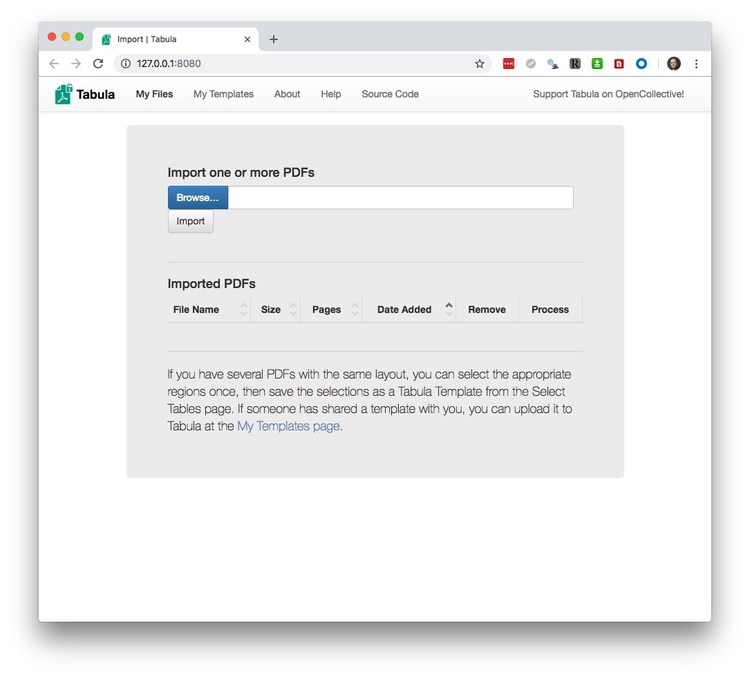 Import | Tabula
127.0.0.1:8080
Tabula My Files My Templates About Help Source Code Support Tabula on OpenCollective!
Import one or more PDFs
Browse...
Import
Imported PDFs
File Name Size Pages Date Added Remove Process
If you have several PDFs with the same layout, you can select the appropriate
regions once, then save the selections as a Tabula Template from the Select
Tables page. If someone has shared a template with you, you can upload it to
Tabula at the My Templates page.